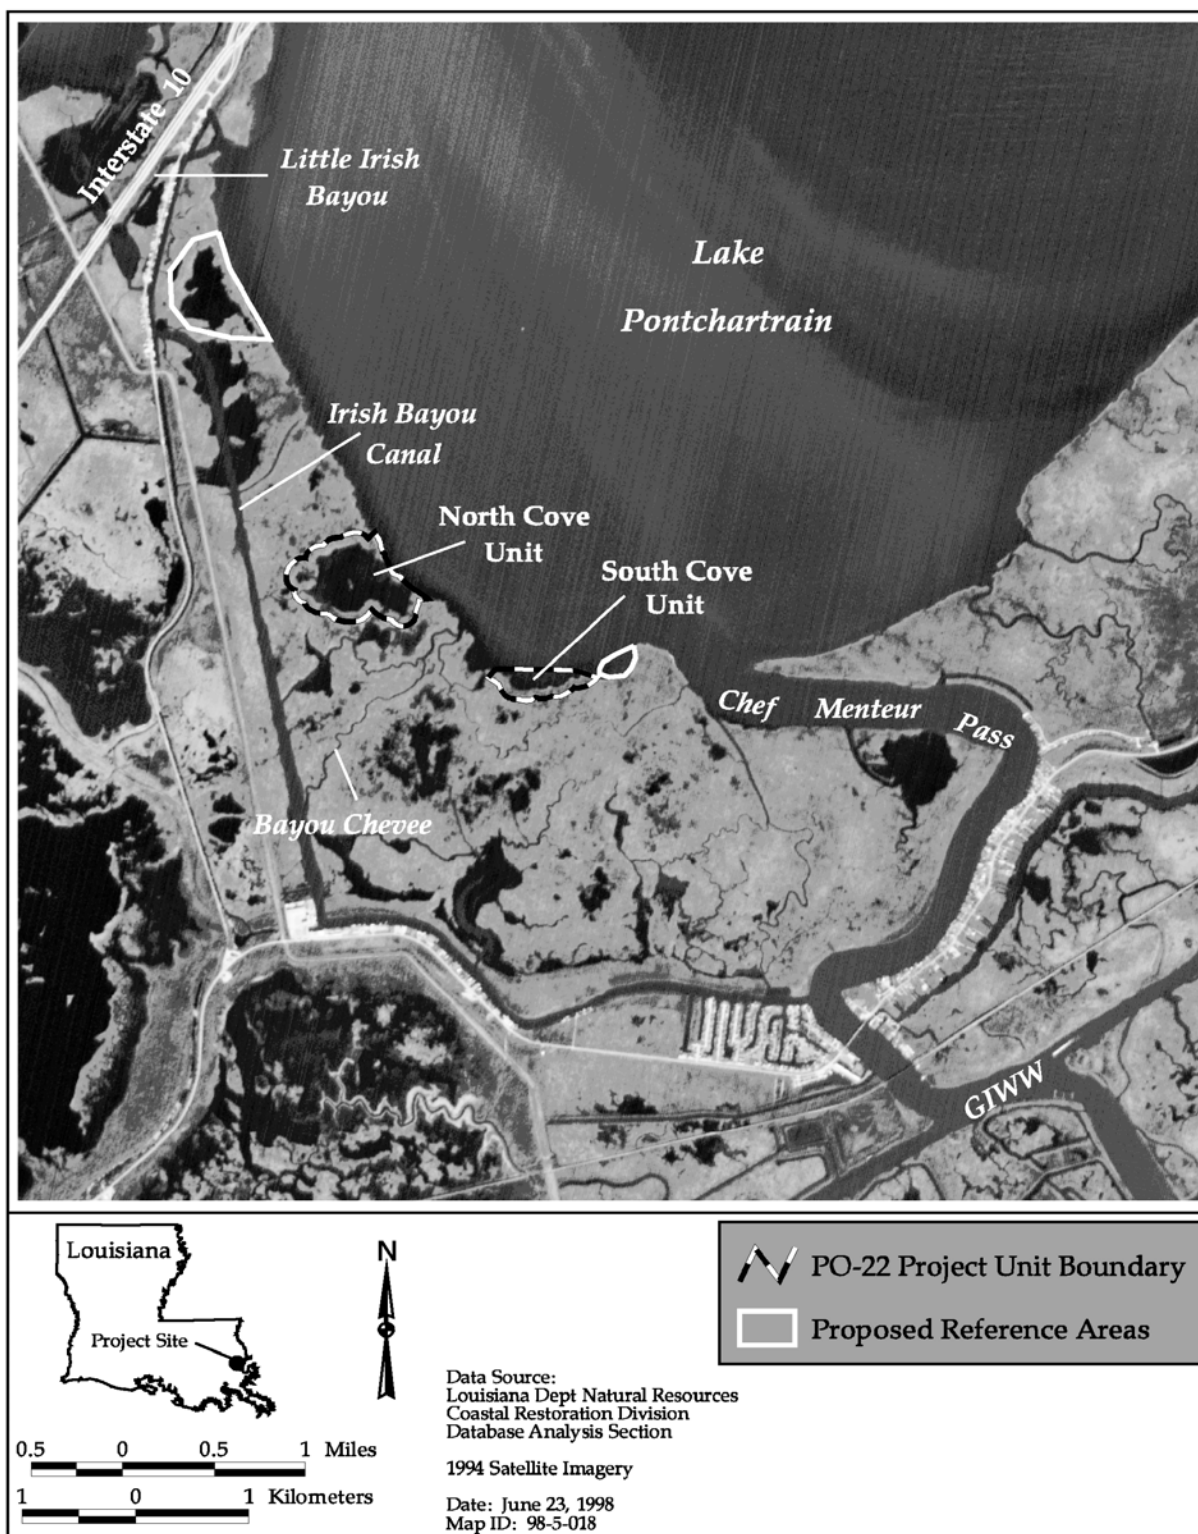 Interstate 10
Little Irish
Bayou
Lake
Pontchartrain
Irish Bayou
Canal
North Cove
Unit
South Cove
Unit
Chef Menteur Pass
Bayou Chevee
GIWW
Louisiana
Project Site
N
PO-22 Project Unit Boundary
Proposed Reference Areas
Data Source:
Louisiana Dept Natural Resources
Coastal Restoration Division
Database Analysis Section
1994 Satellite Imagery
Date: June 23, 1998
Map ID: 98-5-018
0.5 0 0.5 1 Miles
1 0 1 Kilometers